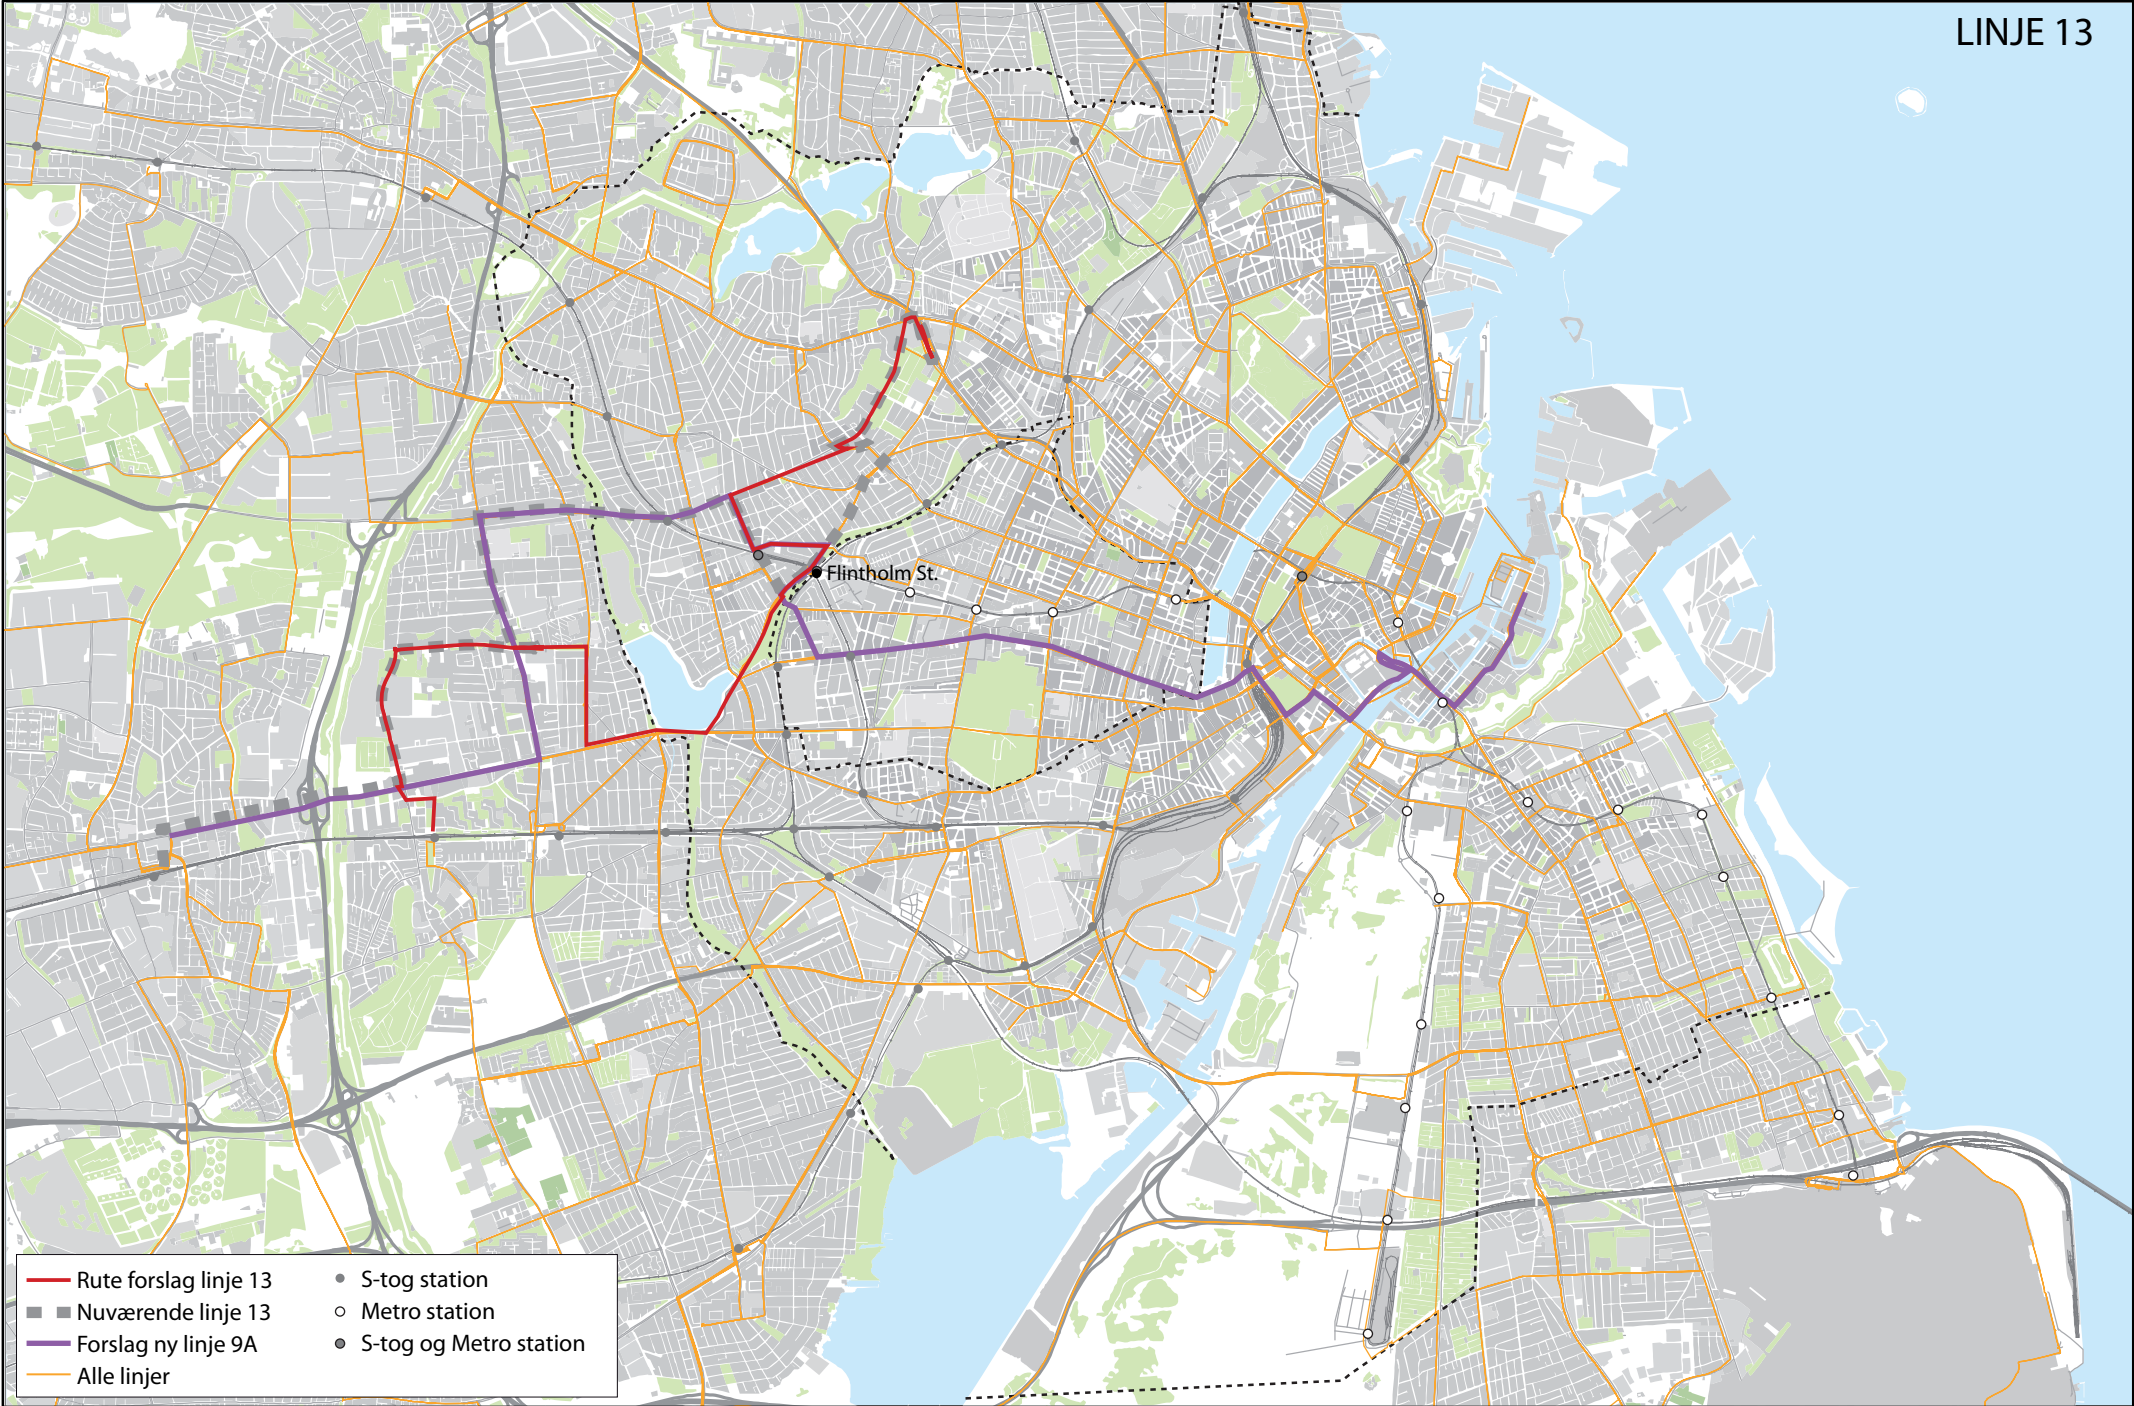 LINJE 13
Flintholm St.
Rute forslag linje 13
Nuværende linje 13
Forslag ny linje 9A
Alle linjer
S-tog station
Metro station
S-tog og Metro station